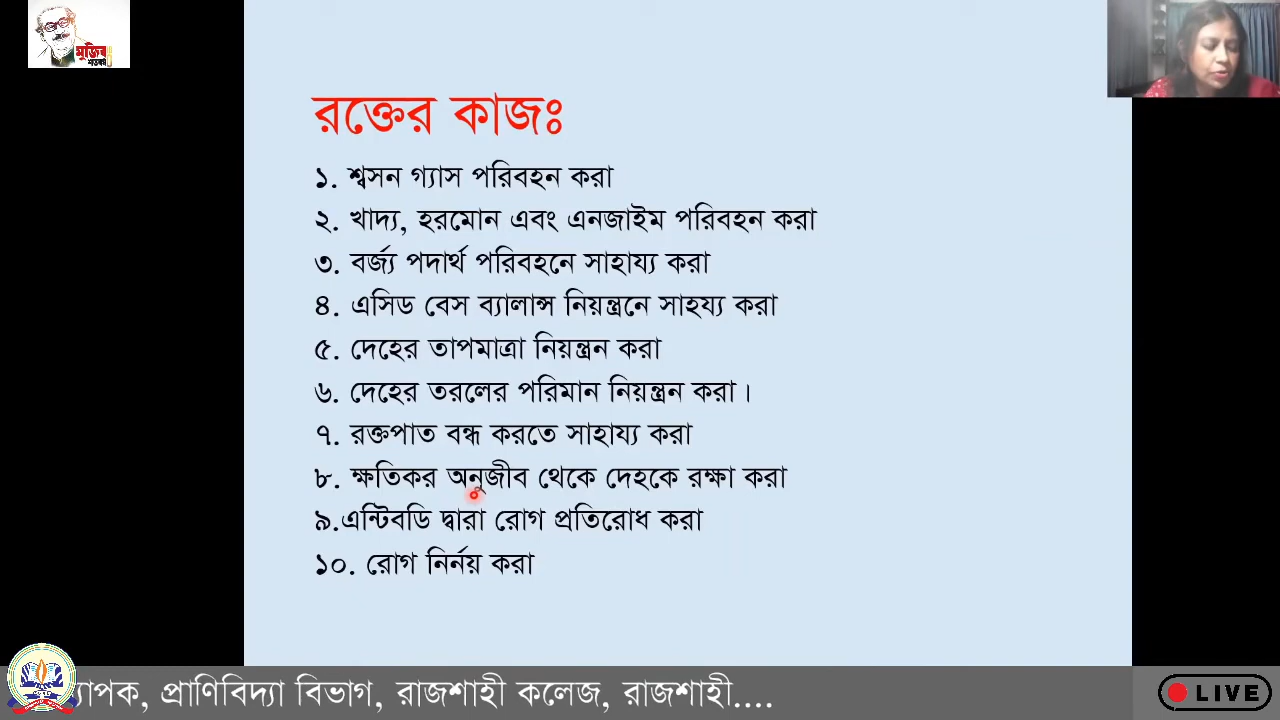 মুজিব
শতবর্ষ
রক্তের কাজঃ
১. শ্বসন গ্যাস পরিবহন করা
২. খাদ্য, হরমোন এবং এনজাইম পরিবহন করা
৩. বর্জ্য পদার্থ পরিবহনে সাহায্য করা
৪. এসিড বেস ব্যালান্স নিয়ন্ত্রনে সাহয্য করা
৫. দেহের তাপমাত্রা নিয়ন্ত্রন করা
৬. দেহের তরলের পরিমান নিয়ন্ত্রন করা।
৭. রক্তপাত বন্ধ করতে সাহায্য করা
৮. ক্ষতিকর অনুজীব থেকে দেহকে রক্ষা করা
৯.এন্টিবডি দ্বারা রোগ প্রতিরোধ করা
১০. রোগ নির্নয় করা
্যাপক, প্রাণিবিদ্যা বিভাগ, রাজশাহী কলেজ, রাজশাহী....
LIVE